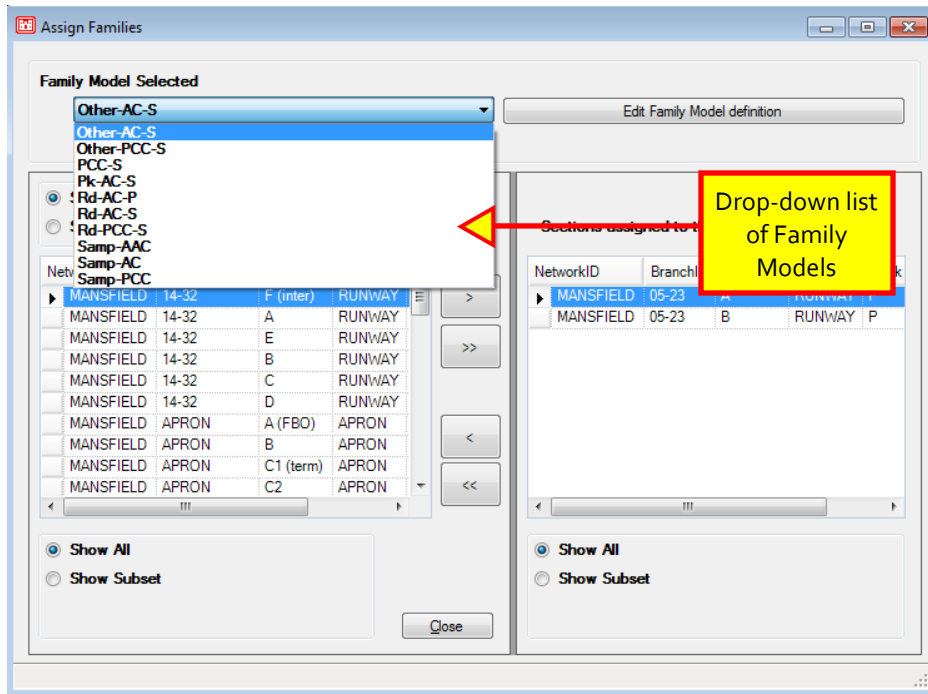 Assign Families
Family Model Selected
Other-AC-S
Edit Family Model definition
Other-AC-S
Other-PCC-S
PCC-S
Pk-AC-S
Rd-AC-P
Rd-AC-S
Rd-PCC-S
Samp-AAC
Samp-AC
Samp-PCC
Drop-down list
of Family
Models
Sections assigned to t
MANSFIELD 14-32 F (inter) RUNWAY
MANSFIELD 14-32 A RUNWAY
MANSFIELD 14-32 E RUNWAY
MANSFIELD 14-32 B RUNWAY
MANSFIELD 14-32 C RUNWAY
MANSFIELD 14-32 D RUNWAY
MANSFIELD APRON A (FBO) APRON
MANSFIELD APRON B APRON
MANSFIELD APRON C1 (term) APRON
MANSFIELD APRON C2 APRON
>
>>
<
<<
NetworkID BranchI
MANSFIELD 05-23 A RUNWAY P
MANSFIELD 05-23 B RUNWAY P
Show All
Show Subset
Close
Show All
Show Subset